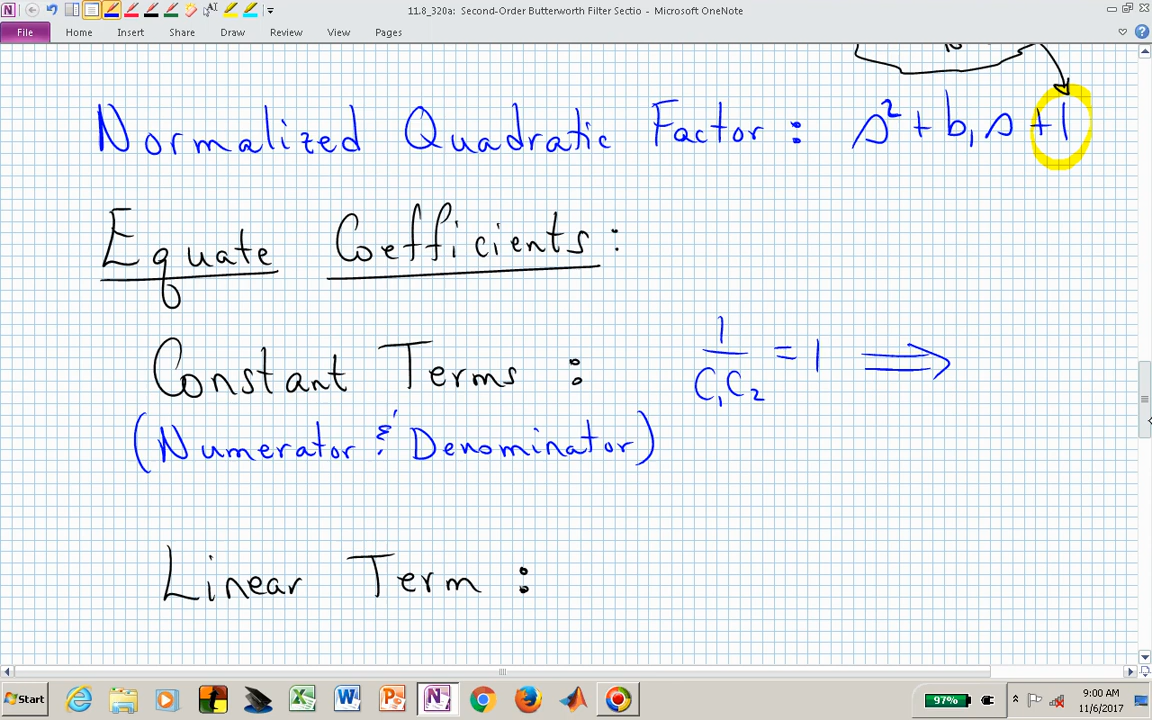 11.8_320a: Second-Order Butterworth Filter Sectio - Microsoft OneNote
File Home Insert Share Draw Review View Pages
Normalized Quadratic Factor : s² + b₁s + 1
Equate Coefficients :
Constant Terms : 1/(C₁C₂) = 1 ⟹
(Numerator & Denominator)
Linear Term :
Start 97% 9:00 AM
11/6/2017